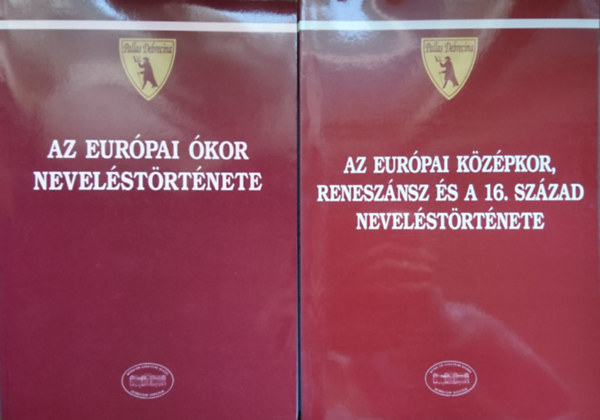 Pallas Debrecina
AZ EURÓPAI ÓKOR
NEVELÉSTÖRTÉNETE
Pallas Debrecina
AZ EURÓPAI KÖZÉPKOR,
RENESZÁNSZ ÉS A 16. SZÁZAD
NEVELÉSTÖRTÉNETE